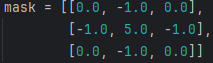 mask = [[0.0, -1.0, 0.0],
[-1.0, 5.0, -1.0],
[0.0, -1.0, 0.0]]